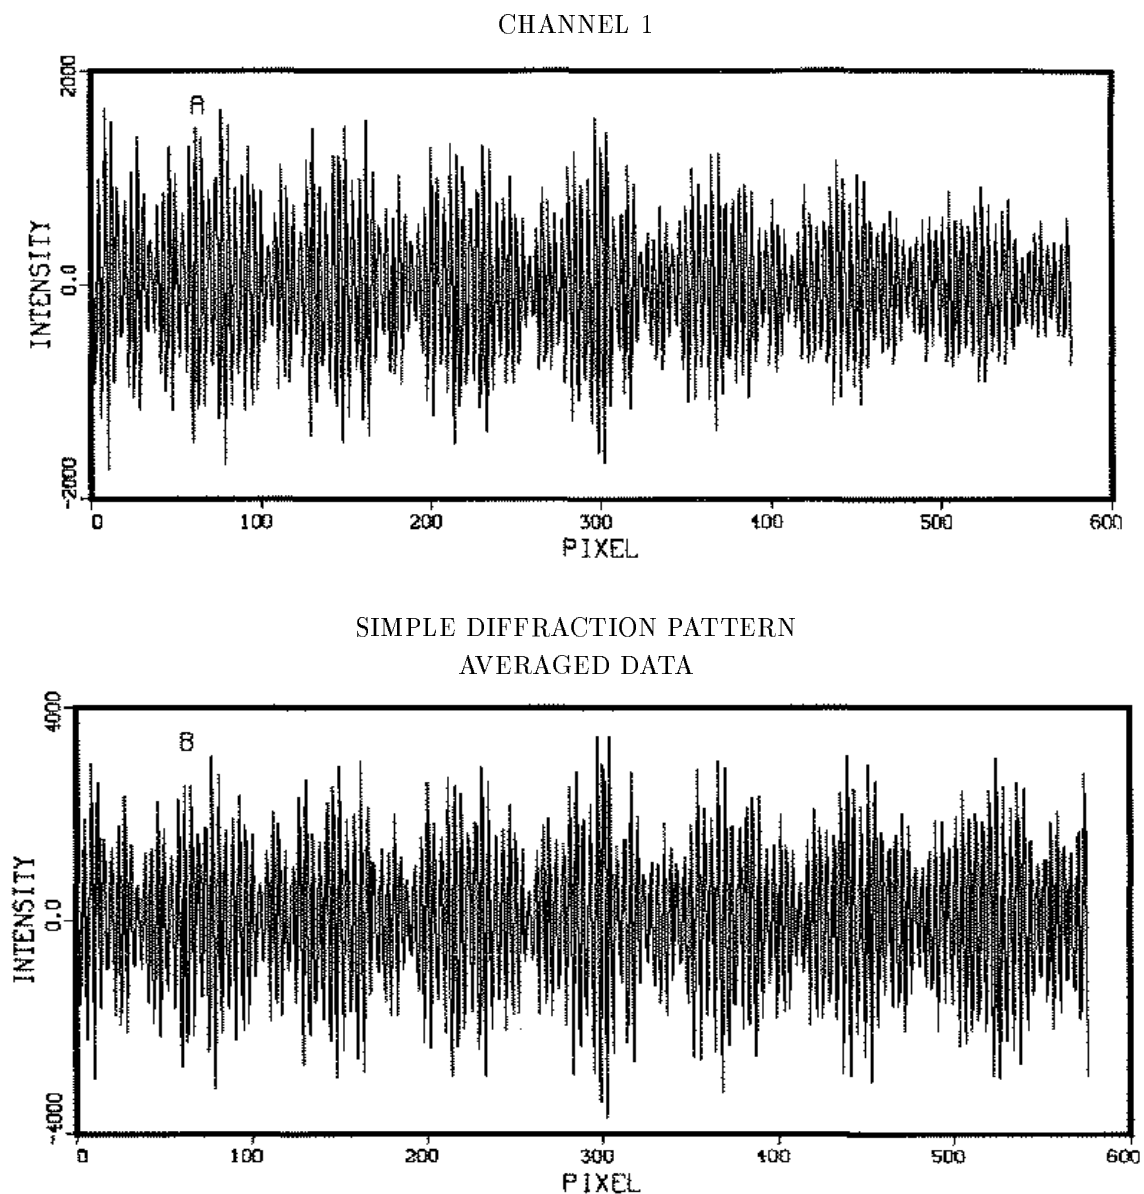 CHANNEL 1
2000
A
INTENSITY
0.0
-2000
0 100 200 300 400 500 600
PIXEL
SIMPLE DIFFRACTION PATTERN
AVERAGED DATA
4000
B
INTENSITY
0.0
-4000
0 100 200 300 400 500 600
PIXEL